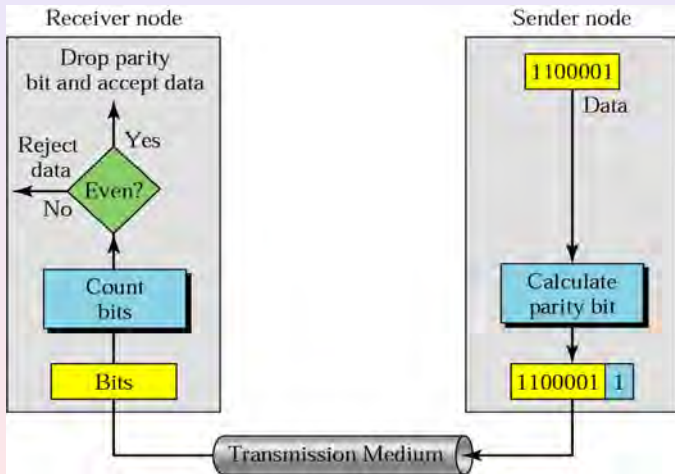 Receiver node
Drop parity
bit and accept data
Yes
Reject
data
Even?
No
Count
bits
Bits
Sender node
1100001
Data
Calculate
parity bit
1100001 1
Transmission Medium